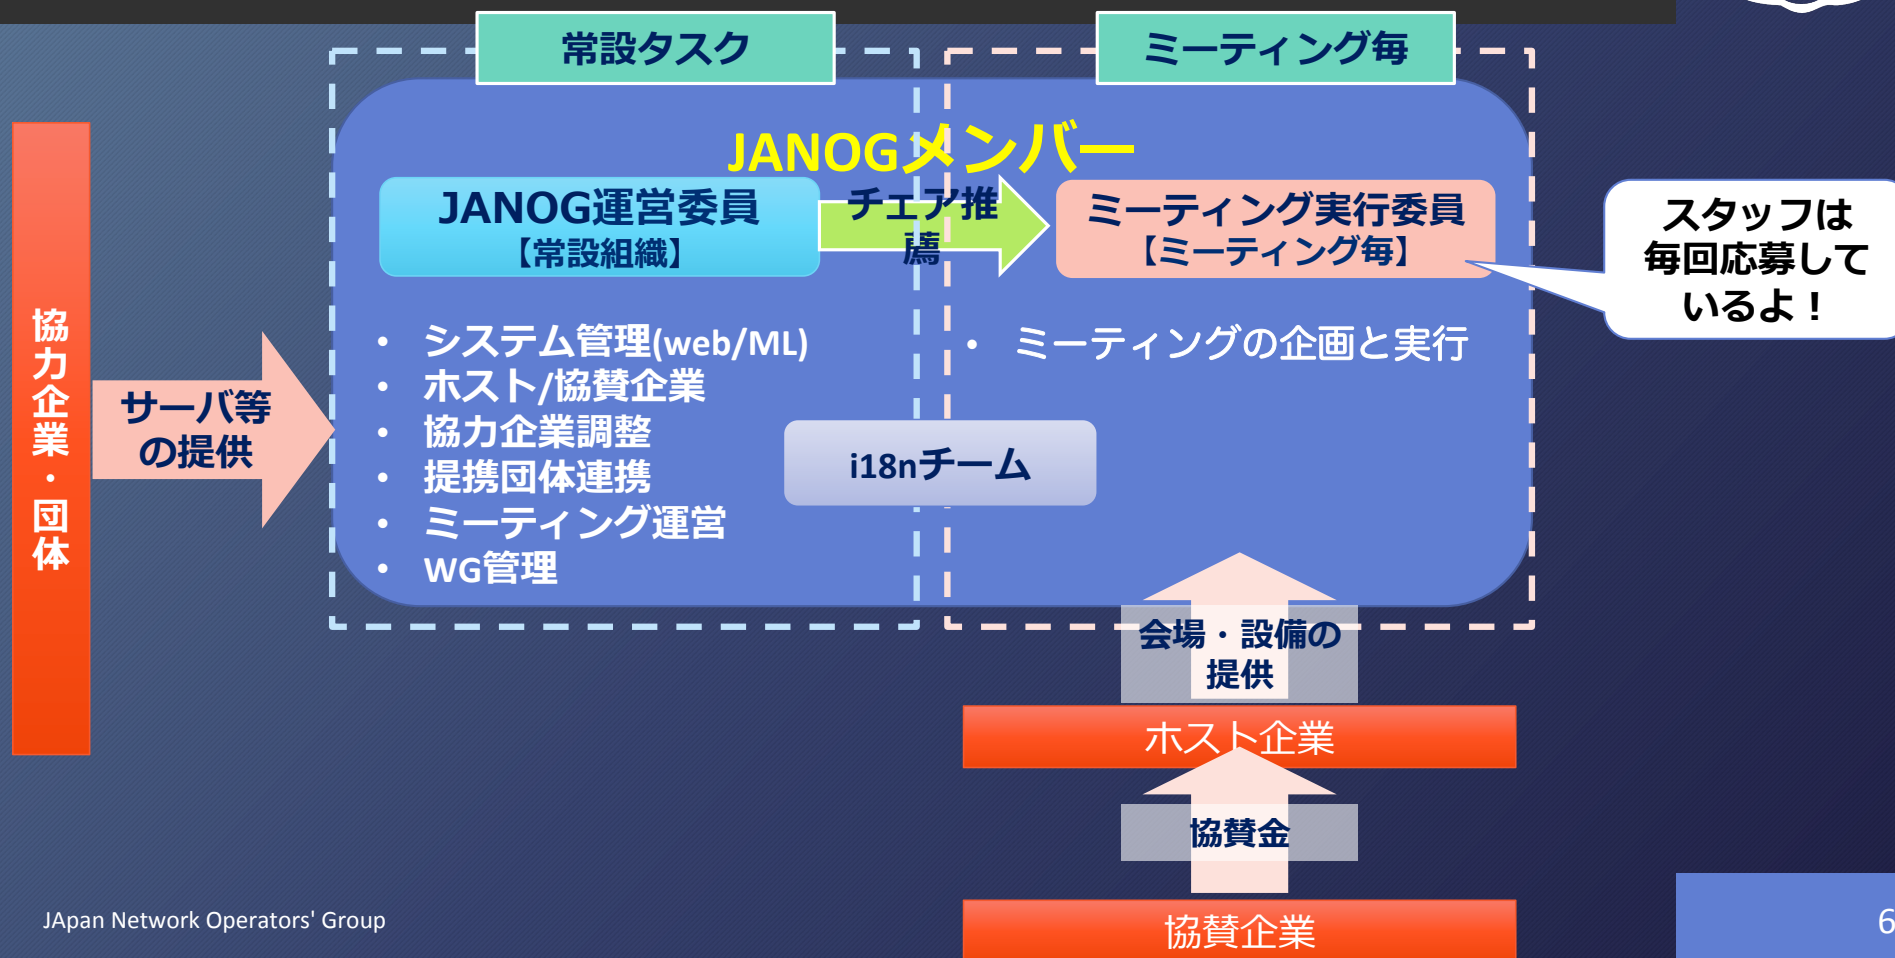 常設タスク
ミーティング毎
JANOGメンバー
JANOG運営委員
【常設組織】
チェア推
薦
ミーティング実行委員
【ミーティング毎】
スタッフは
毎回応募して
いるよ！
協力企業・団体
サーバ等
の提供
• システム管理(web/ML)
• ホスト/協賛企業
• 協力企業調整
• 提携団体連携
• ミーティング運営
• WG管理
• ミーティングの企画と実行
i18nチーム
会場・設備の
提供
ホスト企業
協賛金
協賛企業
JApan Network Operators' Group
6